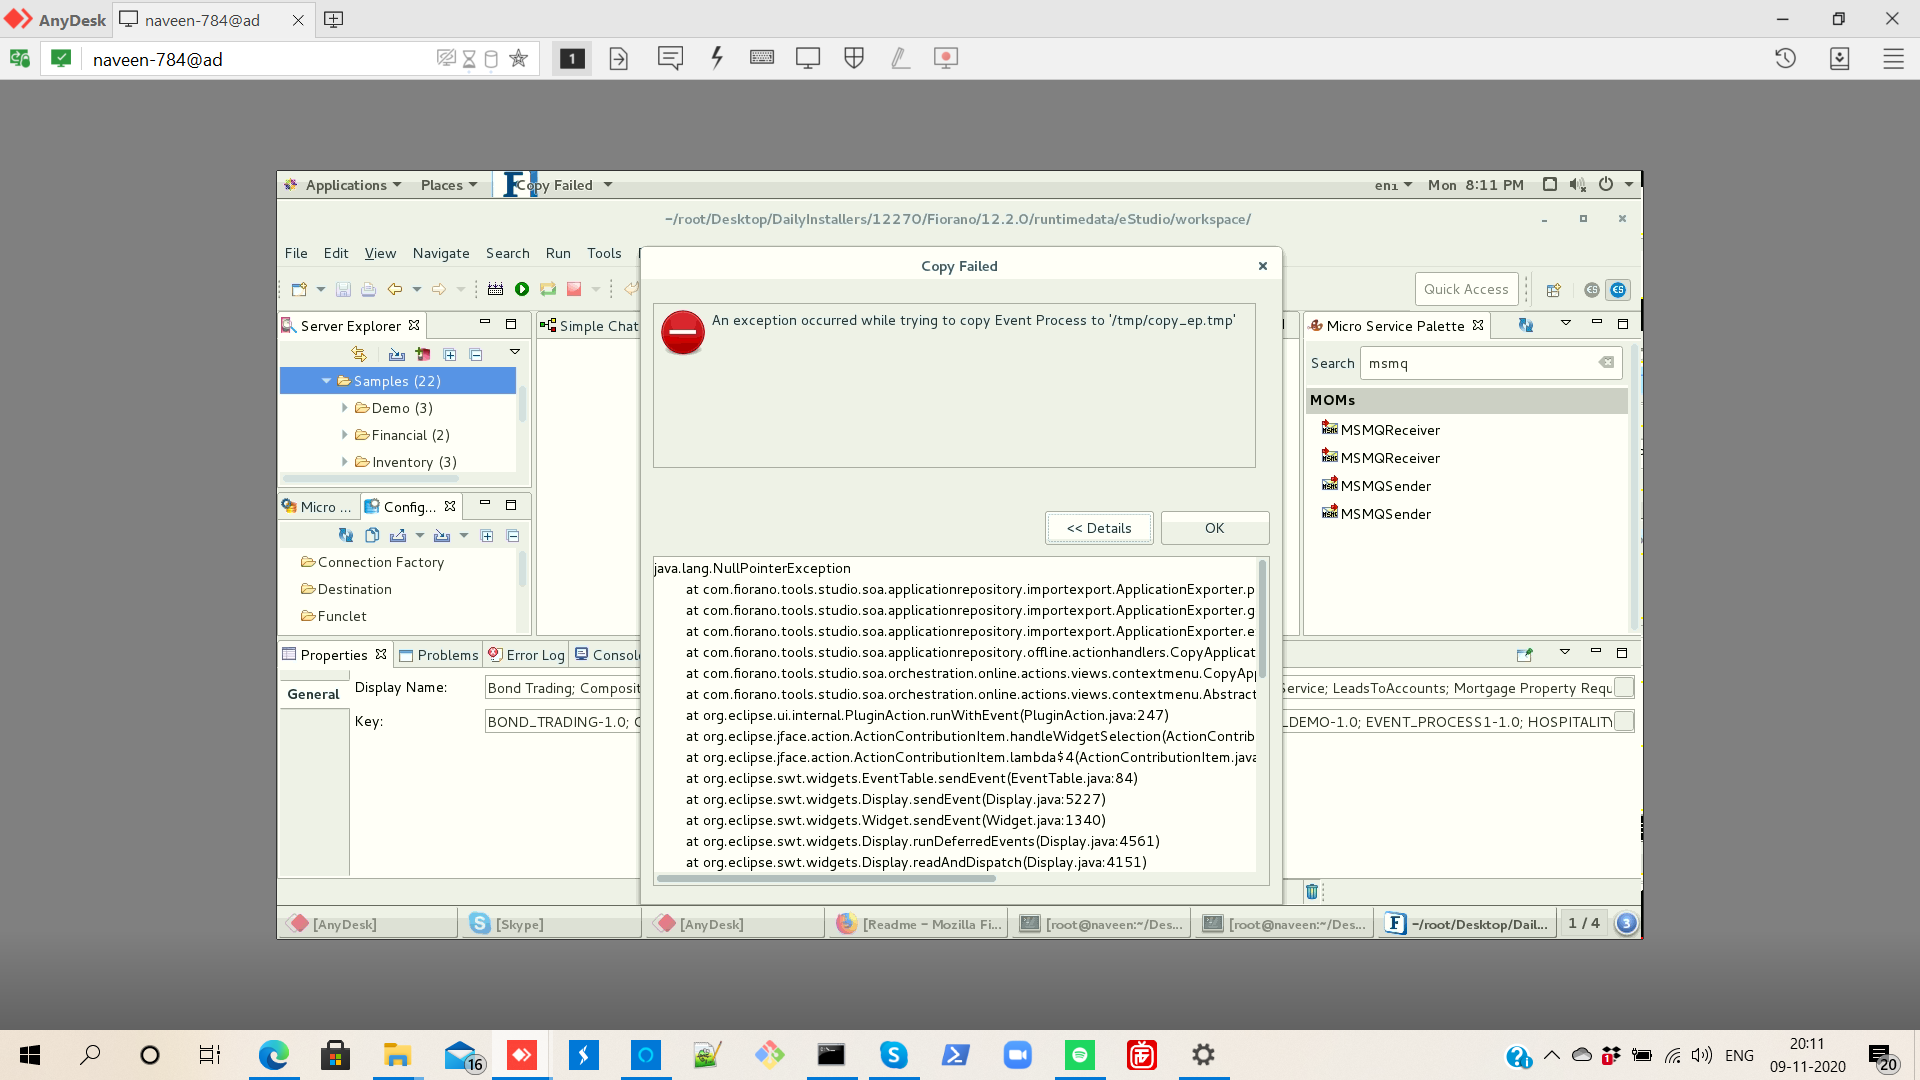 AnyDesk
naveen-784@ad
naveen-784@ad
1
Applications
Places
Copy Failed
en1
Mon 8:11 PM
~/root/Desktop/DailyInstallers/12270/Fiorano/12.2.0/runtimedata/eStudio/workspace/
File Edit View Navigate Search Run Tools
Quick Access
Server Explorer
Samples (22)
Demo (3)
Financial (2)
Inventory (3)
Micro ...
Config...
Connection Factory
Destination
Funclet
Simple Chat
Copy Failed
An exception occurred while trying to copy Event Process to '/tmp/copy_ep.tmp'
<< Details
OK
java.lang.NullPointerException
at com.fiorano.tools.studio.soa.applicationrepository.importexport.ApplicationExporter.p
at com.fiorano.tools.studio.soa.applicationrepository.importexport.ApplicationExporter.g
at com.fiorano.tools.studio.soa.applicationrepository.importexport.ApplicationExporter.e
at com.fiorano.tools.studio.soa.applicationrepository.offline.actionhandlers.CopyApplicat
at com.fiorano.tools.studio.soa.orchestration.online.actions.views.contextmenu.CopyApp
at com.fiorano.tools.studio.soa.orchestration.online.actions.views.contextmenu.Abstract
at org.eclipse.ui.internal.PluginAction.runWithEvent(PluginAction.java:247)
at org.eclipse.jface.action.ActionContributionItem.handleWidgetSelection(ActionContrib
at org.eclipse.jface.action.ActionContributionItem.lambda$4(ActionContributionItem.java
at org.eclipse.swt.widgets.EventTable.sendEvent(EventTable.java:84)
at org.eclipse.swt.widgets.Display.sendEvent(Display.java:5227)
at org.eclipse.swt.widgets.Widget.sendEvent(Widget.java:1340)
at org.eclipse.swt.widgets.Display.runDeferredEvents(Display.java:4561)
at org.eclipse.swt.widgets.Display.readAndDispatch(Display.java:4151)
Micro Service Palette
Search
msmq
MOMs
MSMQReceiver
MSMQReceiver
MSMQSender
MSMQSender
Properties
Problems
Error Log
Consol
General
Display Name:
Bond Trading; Composit
Service; LeadsToAccounts; Mortgage Property Requ
Key:
BOND_TRADING-1.0; C
_DEMO-1.0; EVENT_PROCESS1-1.0; HOSPITALITY
[AnyDesk]
[Skype]
[AnyDesk]
[Readme - Mozilla Fi...
[root@naveen:~/Des...
[root@naveen:~/Des...
~/root/Desktop/Dail...
1 / 4
3
16
1
ENG
20:11
09-11-2020
20